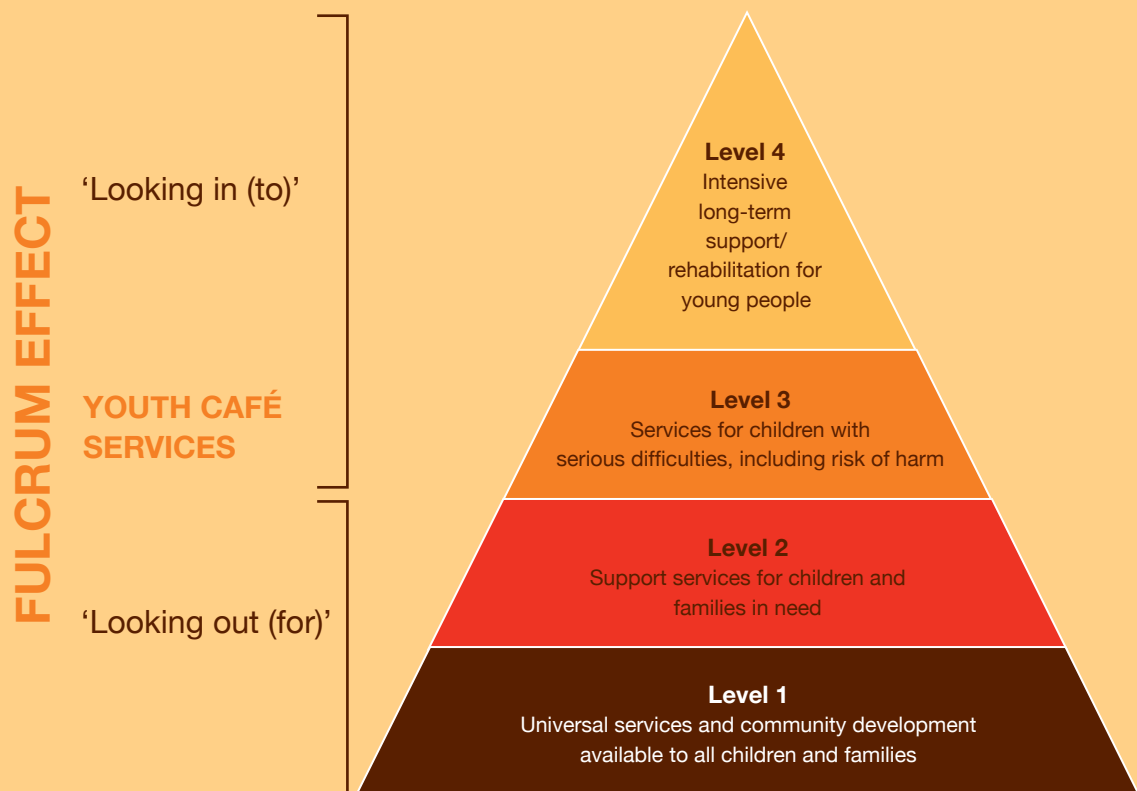 FULCRUM EFFECT
‘Looking in (to)’
YOUTH CAFÉ
SERVICES
‘Looking out (for)’
Level 4
Intensive
long-term
support/
rehabilitation for
young people
Level 3
Services for children with
serious difficulties, including risk of harm
Level 2
Support services for children and
families in need
Level 1
Universal services and community development
available to all children and families